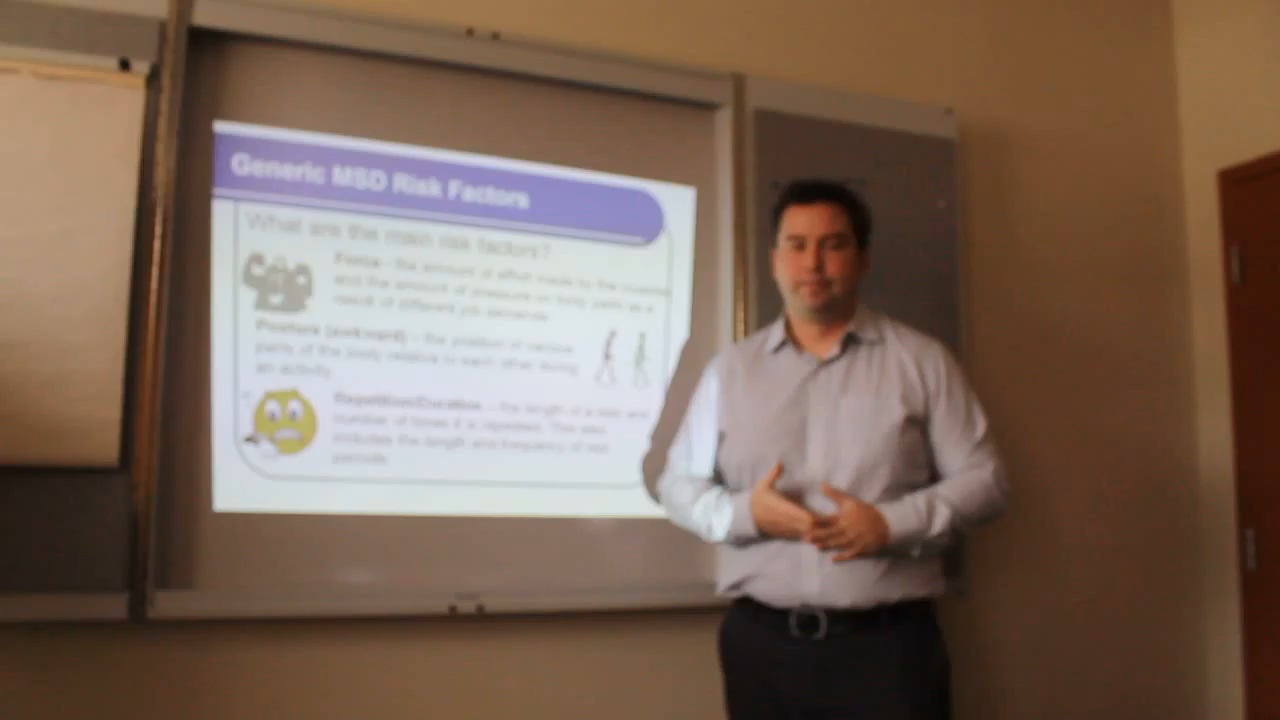 Generic MSD Risk Factors
What are the main risk factors?
Force - the amount of effort made by the muscles
and the amount of pressure on body parts as a
result of different job demands.
Posture (awkward) – the position of various
parts of the body relative to each other during
an activity.
Repetition/Duration – the length of a task and
number of times it is repeated. This also
includes the length and frequency of rest
periods.